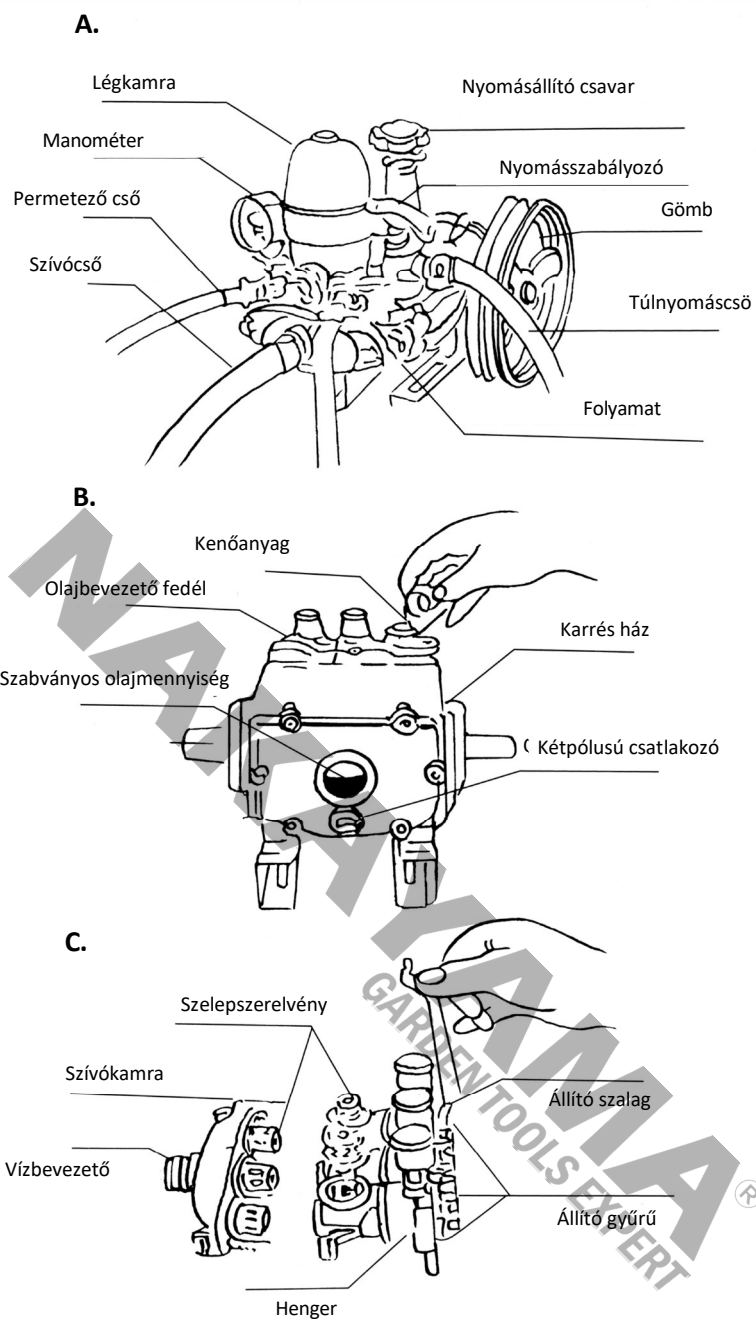 A.
Légkamra
Nyomásállító csavar
Manométer
Nyomásszabályozó
Permetező cső
Gömb
Szívócső
Túlnyomáscsö
Folyamat
B.
Kenőanyag
Olajbevezető fedél
Karrés ház
Szabványos olajmennyiség
Kétpólusú csatlakozó
C.
Szelepszerelvény
Szívókamra
Állító szalag
Vízbevezető
Állító gyűrű
Henger
NAKAYAMA®
GARDEN TOOLS EXPERT